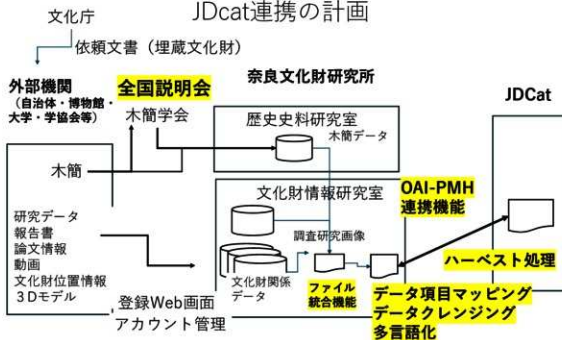 JDcat連携の計画
文化庁
依頼文書（埋蔵文化財）
外部機関
（自治体・博物館・
大学・学協会等）
全国説明会
木簡学会
奈良文化財研究所
JDCat
歴史史料研究室
木簡データ
木簡
文化財情報研究室
OAI-PMH
連携機能
研究データ
報告書
論文情報
動画
文化財位置情報
３Dモデル
調査研究画像
ハーベスト処理
文化財関係
データ
ファイル
統合機能
データ項目マッピング
データクレンジング
多言語化
登録Web画面
アカウント管理